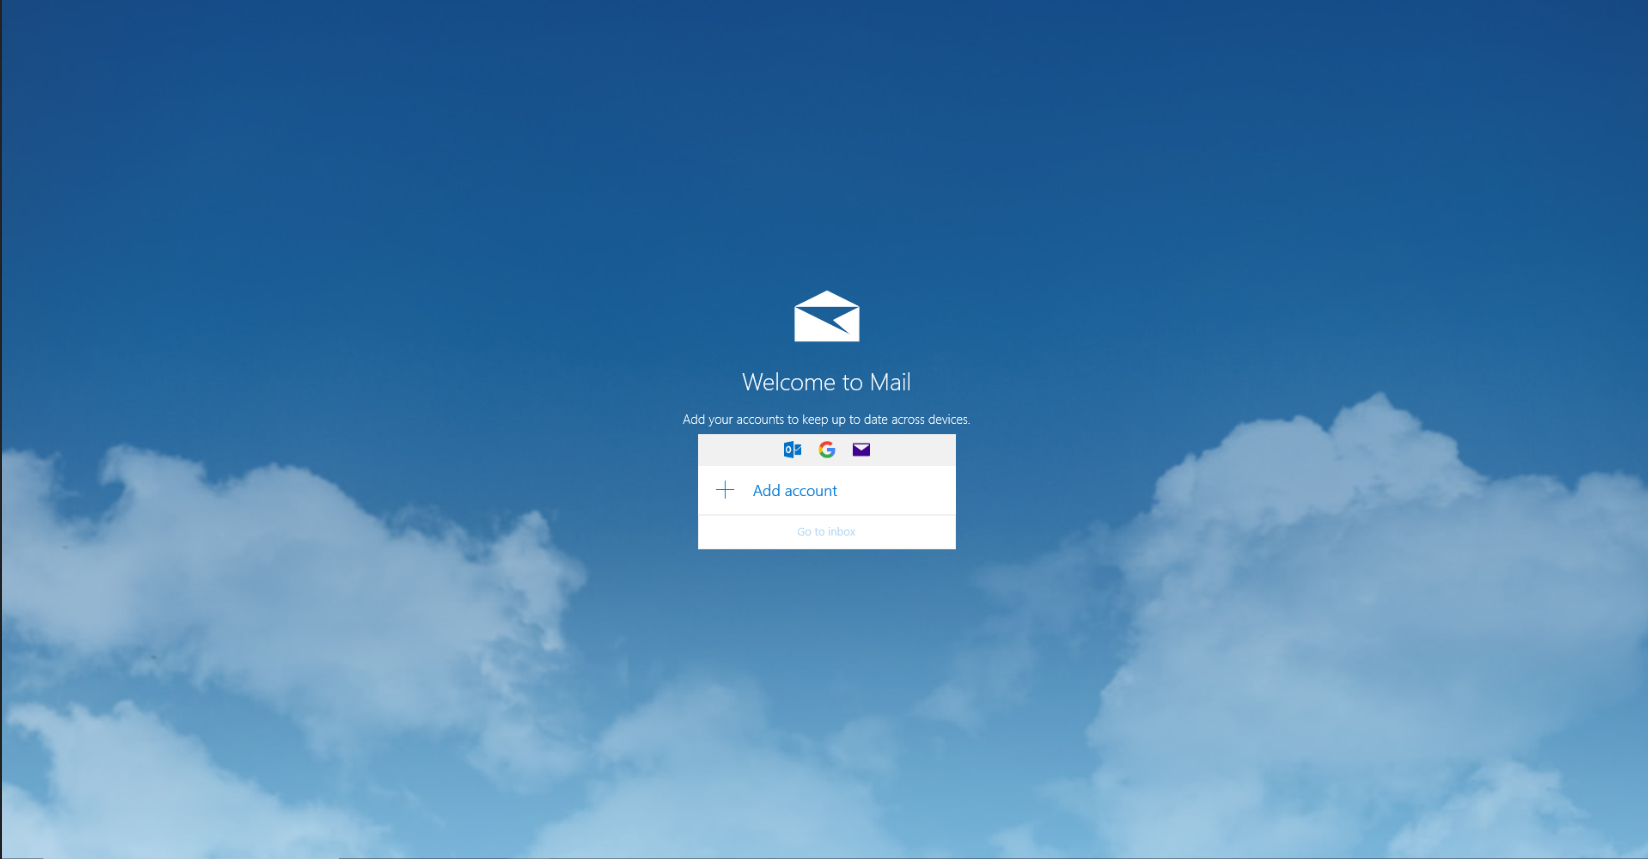 Welcome to Mail
Add your accounts to keep up to date across devices.
Add account
Go to inbox